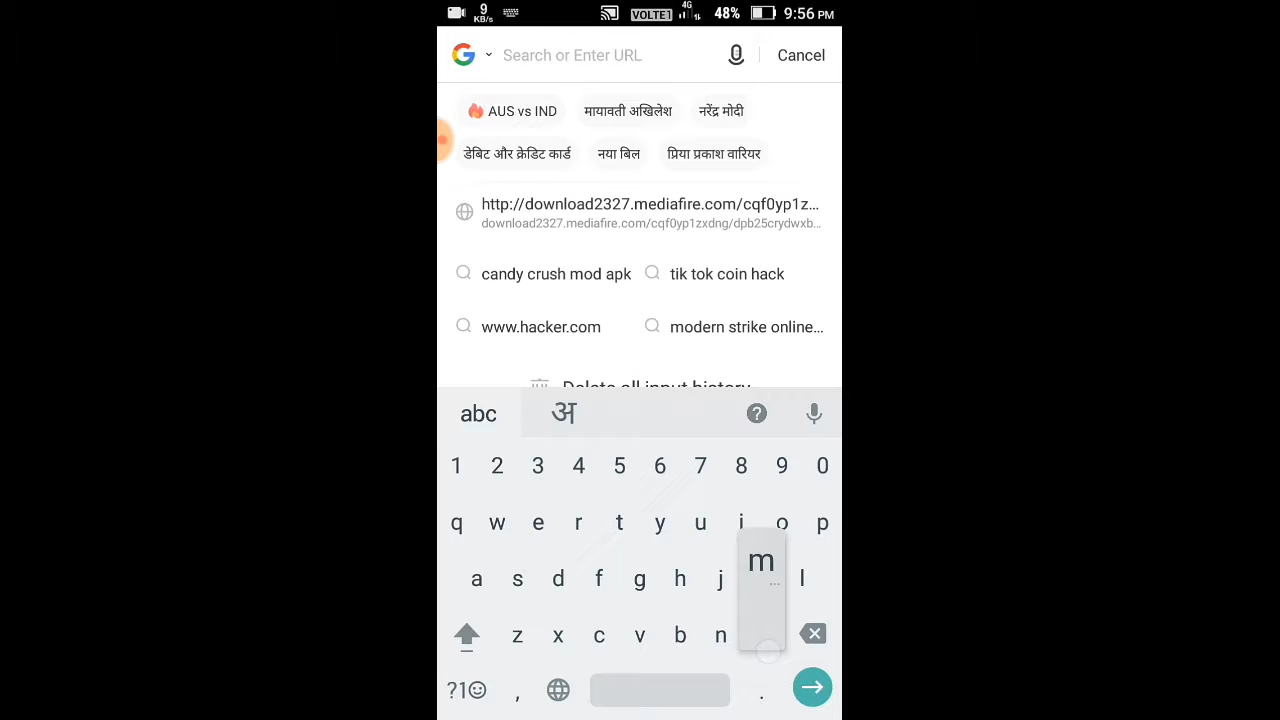 9 KB/s VOLTE1 4G 48% 9:56 PM
G Search or Enter URL Cancel
AUS vs IND मायावती अखिलेश नरेंद्र मोदी
डेबिट और क्रेडिट कार्ड नया बिल प्रिया प्रकाश वारियर
http://download2327.mediafire.com/cqf0yp1z...
download2327.mediafire.com/cqf0yp1zxdng/dpb25crydwxb...
candy crush mod apk tik tok coin hack
www.hacker.com modern strike online...
Delete all input history
abc अ ?
1 2 3 4 5 6 7 8 9 0
q w e r t y u i o p
m
a s d f g h j l
z x c v b n
?1☺ , .